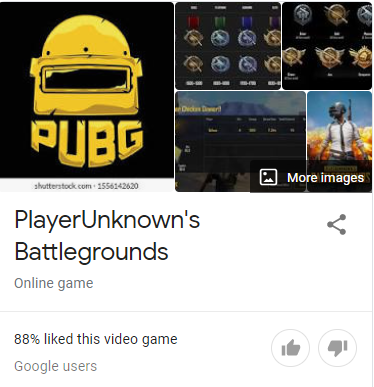 PUBG
shutterstock.com · 1556142620
More images
PlayerUnknown's
Battlegrounds
Online game
88% liked this video game
Google users